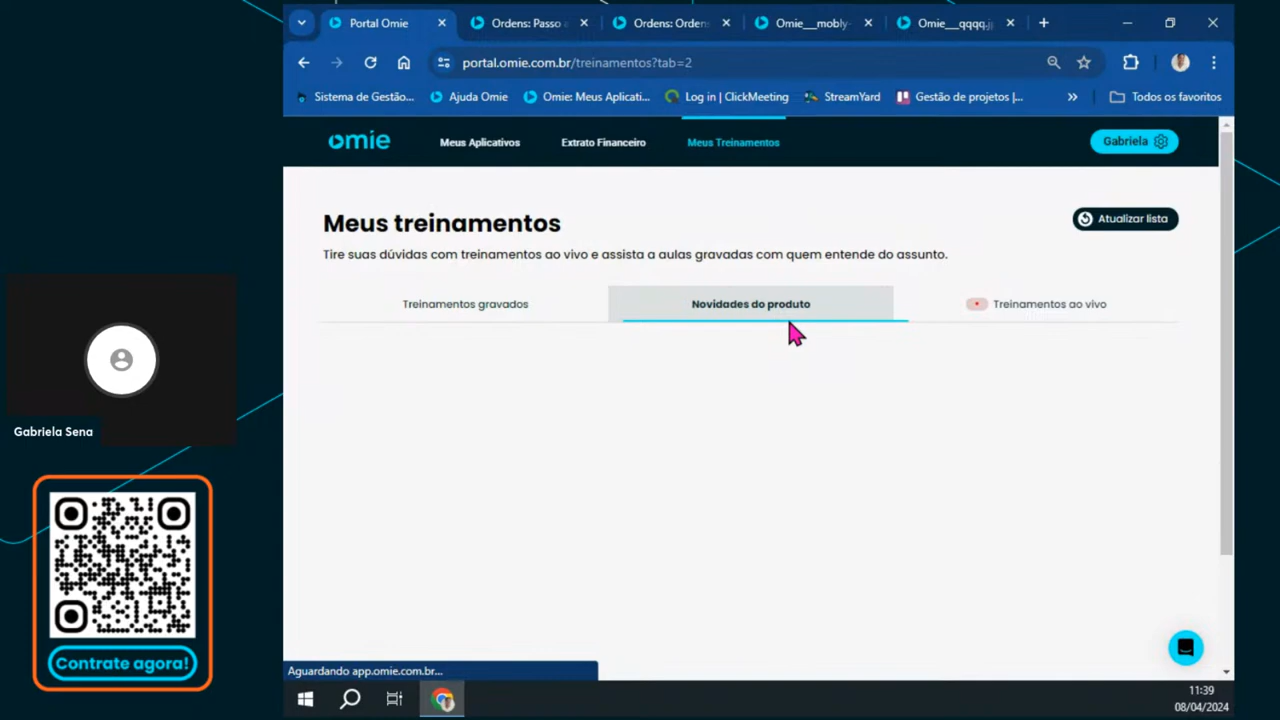 Portal Omie
Ordens: Passo
Ordens: Orden
Omie__mobly-
Omie__qqqq.j
portal.omie.com.br/treinamentos?tab=2
Sistema de Gestão...
Ajuda Omie
Omie: Meus Aplicati...
Log in | ClickMeeting
StreamYard
Gestão de projetos |...
Todos os favoritos
omie
Meus Aplicativos
Extrato Financeiro
Meus Treinamentos
Gabriela
Meus treinamentos
Atualizar lista
Tire suas dúvidas com treinamentos ao vivo e assista a aulas gravadas com quem entende do assunto.
Treinamentos gravados
Novidades do produto
Treinamentos ao vivo
Gabriela Sena
Contrate agora!
Aguardando app.omie.com.br...
11:39
08/04/2024